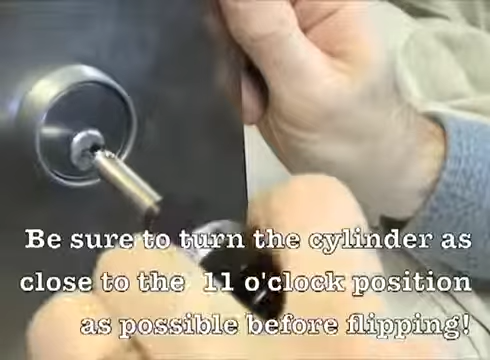 Be sure to turn the cylinder as
close to the 11 o'clock position
as possible before flipping!